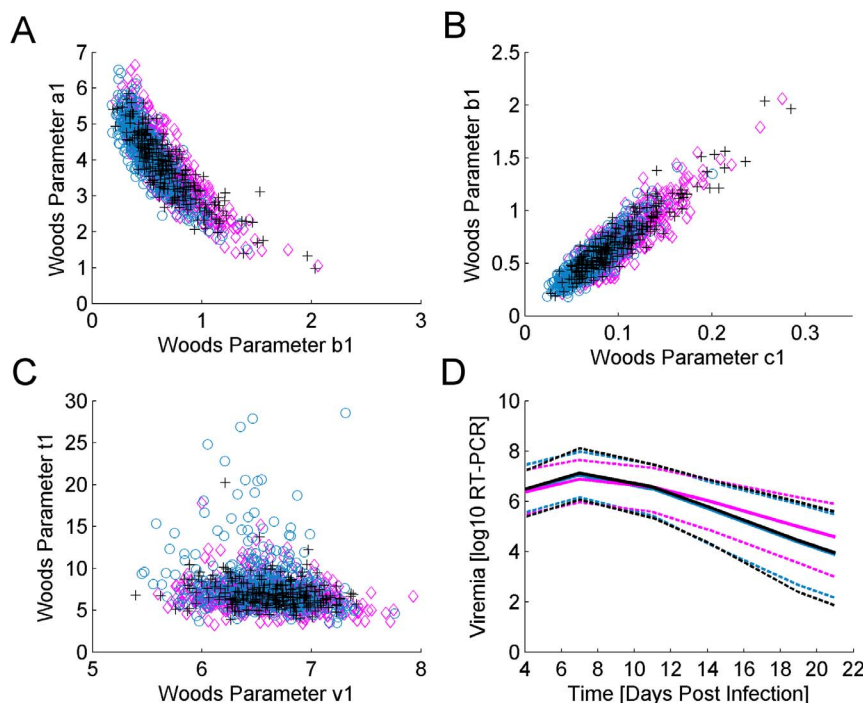 A
Woods Parameter a1
7
6
5
4
3
2
1
0
0 1 2 3
Woods Parameter b1
B
Woods Parameter b1
2.5
2
1.5
1
0.5
0
0 0.1 0.2 0.3
Woods Parameter c1
C
Woods Parameter t1
30
25
20
15
10
5
0
5 6 7 8
Woods Parameter v1
D
Viremia [log10 RT-PCR]
10
8
6
4
2
0
4 6 8 10 12 14 16 18 20 22
Time [Days Post Infection]